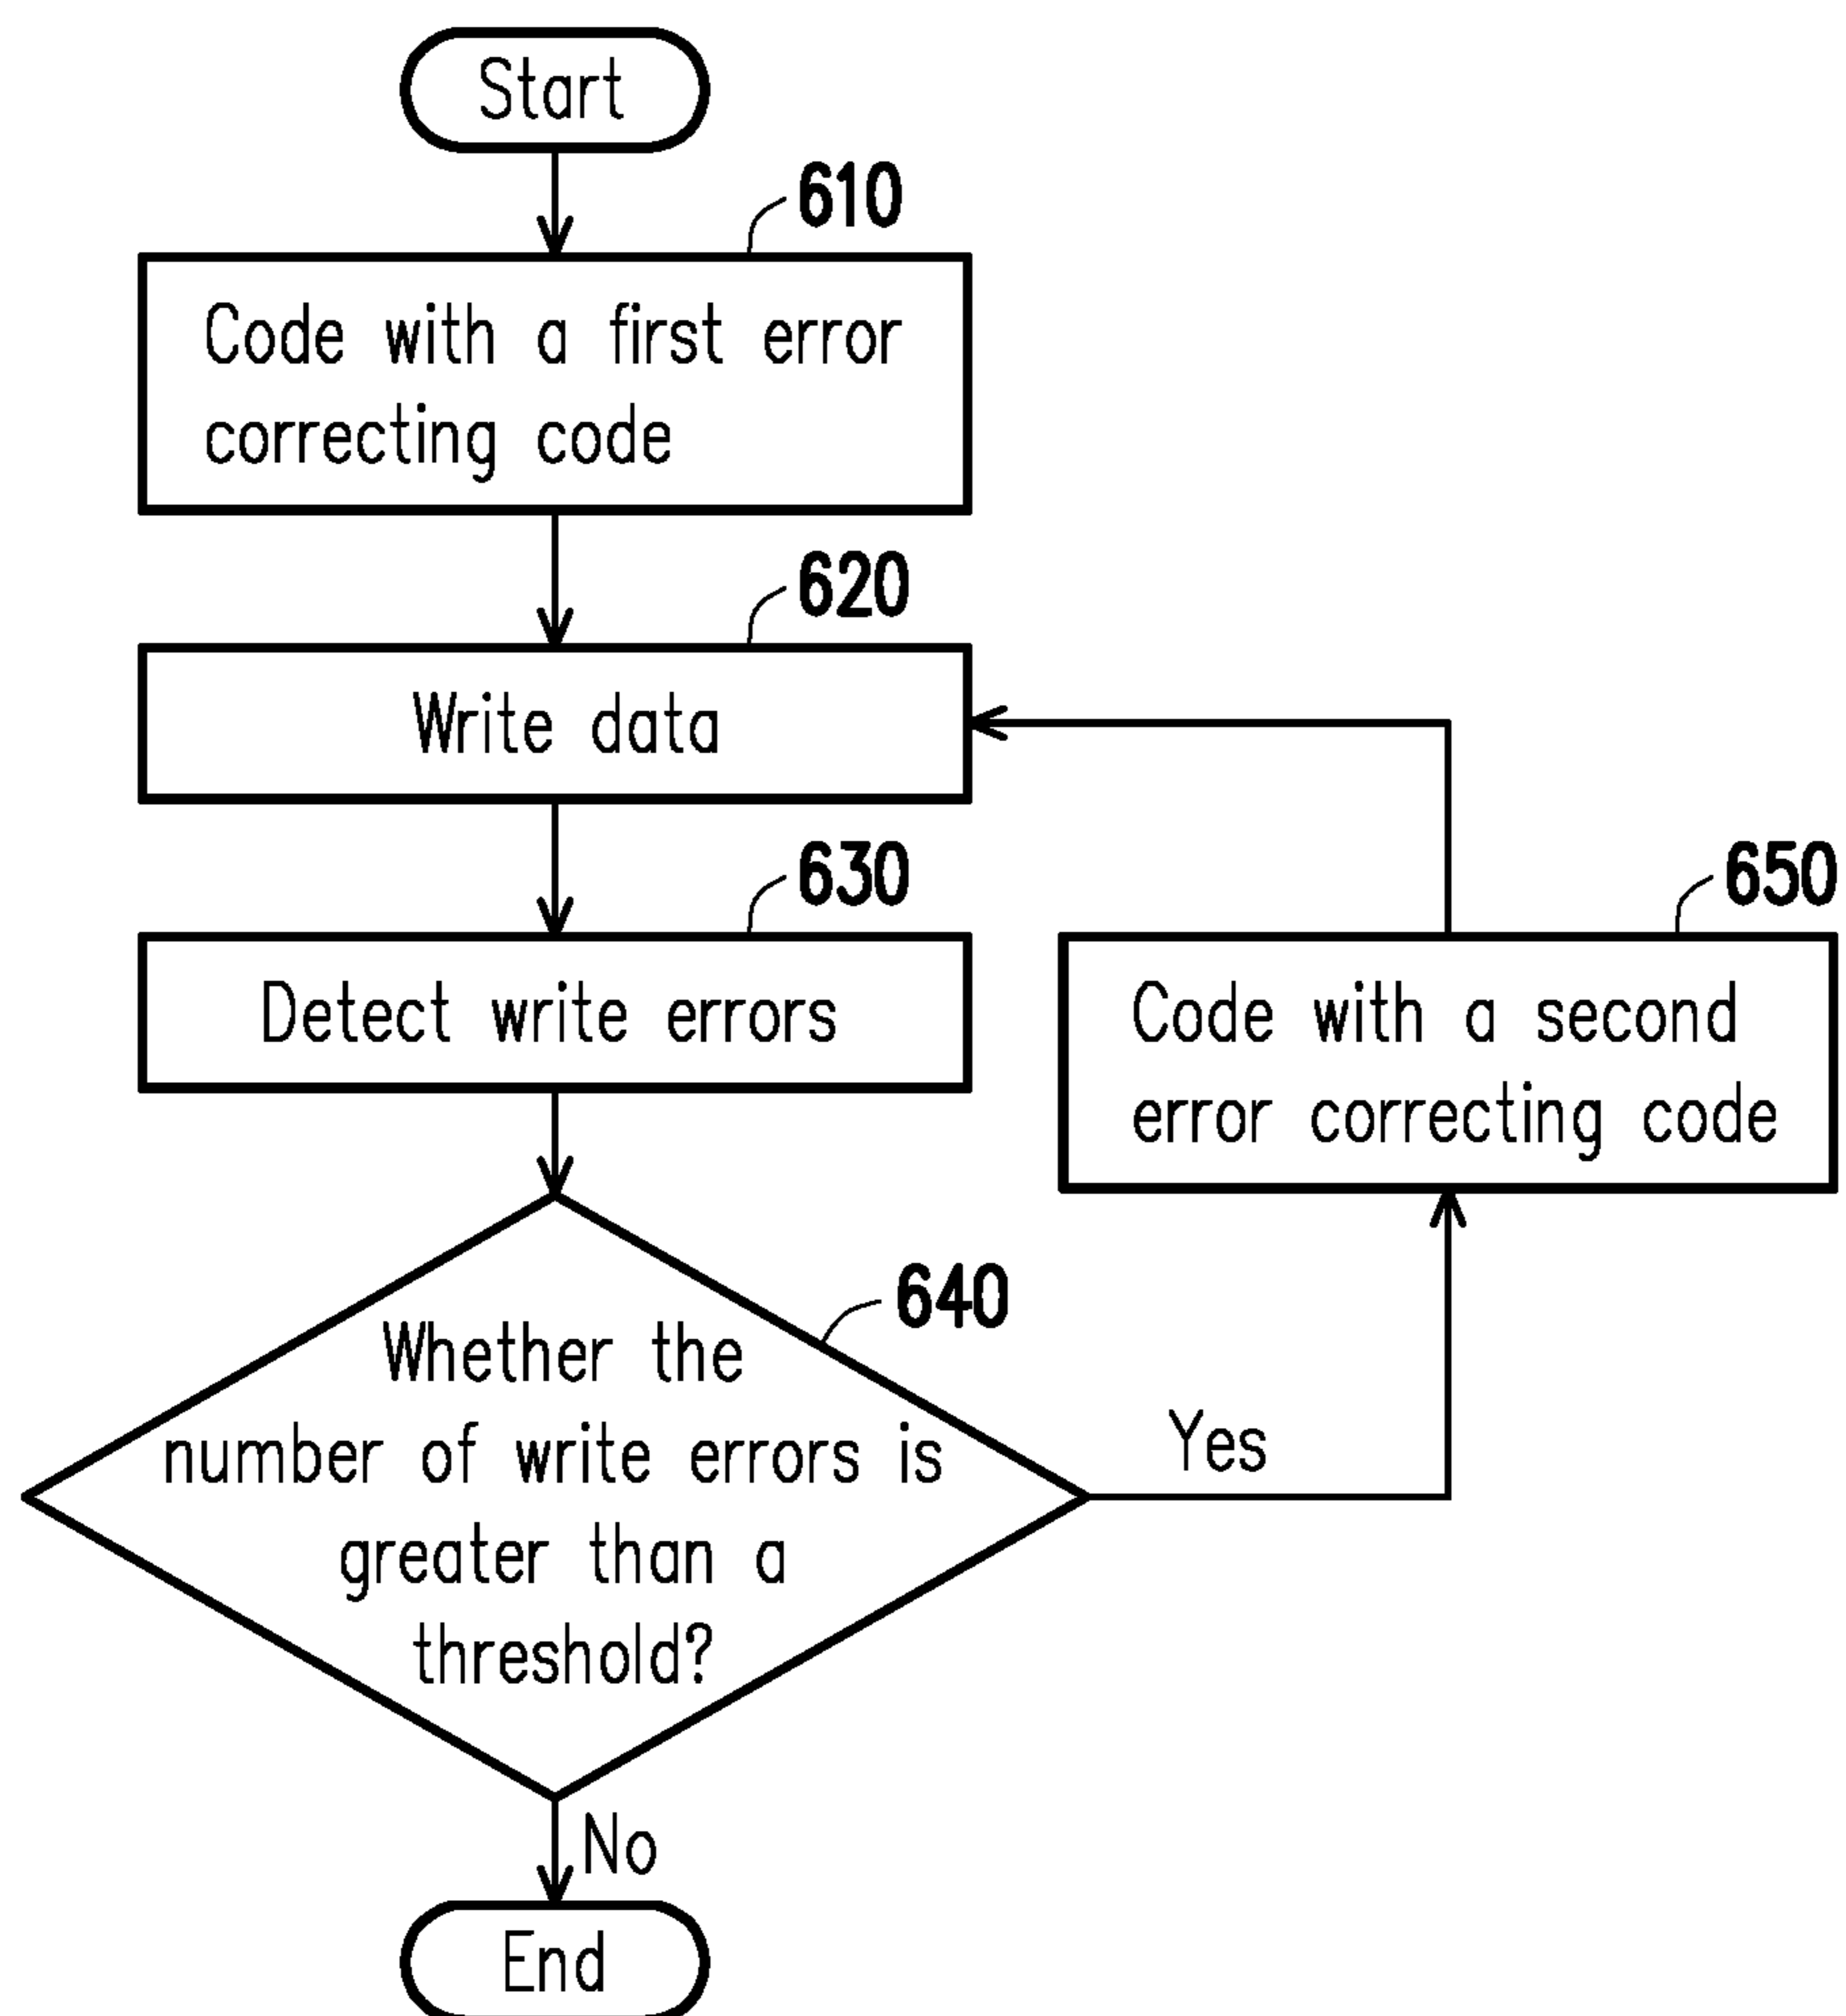 Start
610
Code with a first error
correcting code
620
Write data
630
Detect write errors
650
Code with a second
error correcting code
640
Whether the
number of write errors is
greater than a
threshold?
Yes
No
End